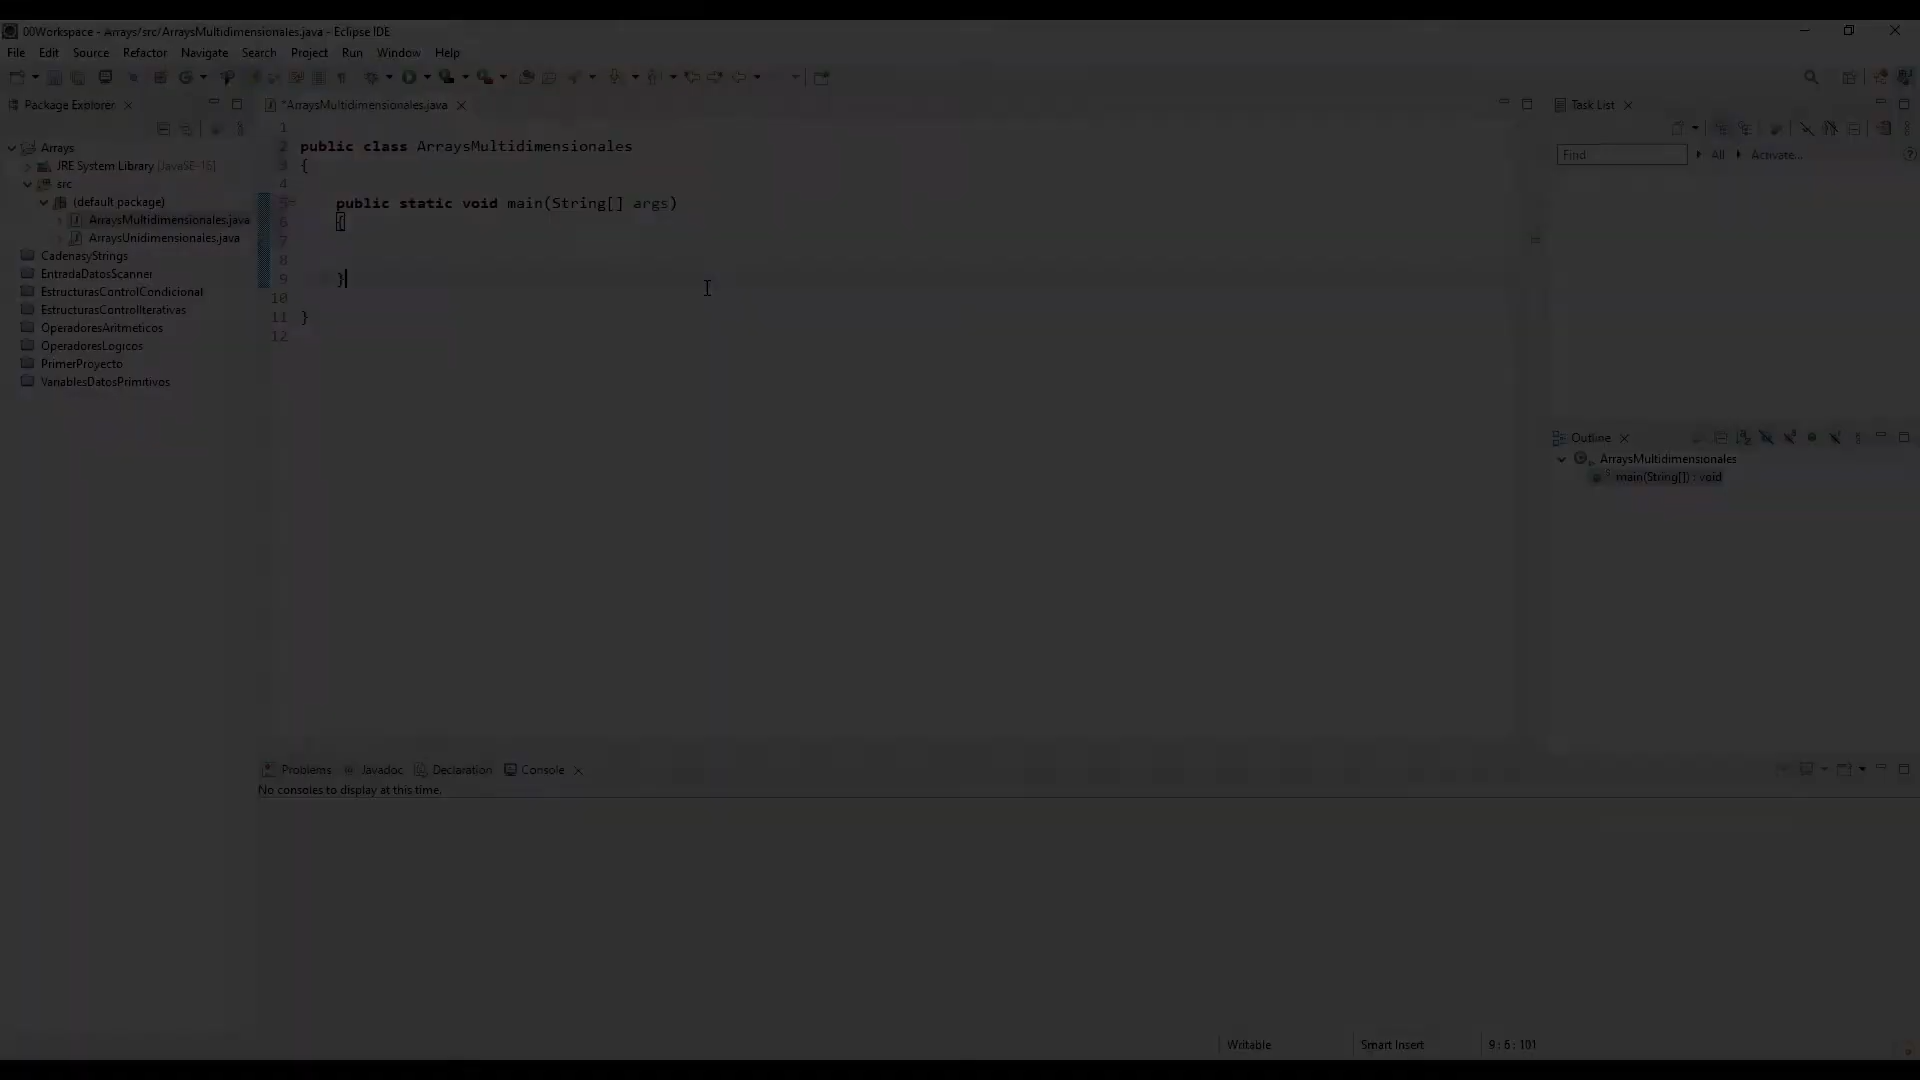 00Workspace - Arrays/src/ArraysMultidimensionales.java - Eclipse IDE
File Edit Source Refactor Navigate Search Project Run Window Help
Package Explorer
*ArraysMultidimensionales.java
Task List
Find All Activate...
Arrays
JRE System Library [JavaSE-15]
src
(default package)
ArraysMultidimensionales.java
ArraysUnidimensionales.java
CadenasyStrings
EntradaDatosScanner
EstructurasControlCondicional
EstructurasControlIterativas
OperadoresAritmeticos
OperadoresLogicos
PrimerProyecto
VariablesDatosPrimitivos
1
2 public class ArraysMultidimensionales
3 {
4
5 public static void main(String[] args)
6 {
7
8
9 }
10
11 }
12
Outline
ArraysMultidimensionales
main(String[]) : void
Problems Javadoc Declaration Console
No consoles to display at this time.
Writable Smart Insert 9 : 6 : 101